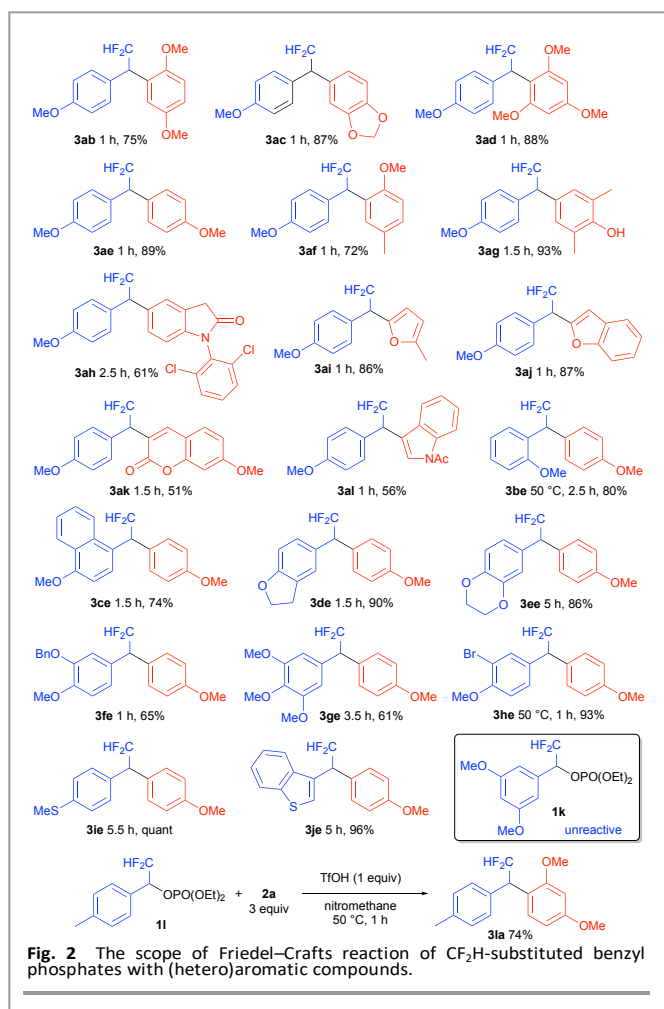 HF₂C OMe HF₂C HF₂C OMe
MeO OMe MeO O O MeO MeO OMe
3ab 1 h, 75% 3ac 1 h, 87% 3ad 1 h, 88%
HF₂C HF₂C OMe HF₂C
MeO OMe MeO MeO OH
3ae 1 h, 89% 3af 1 h, 72% 3ag 1.5 h, 93%
HF₂C O HF₂C HF₂C
MeO N Cl Cl MeO O MeO O
3ah 2.5 h, 61% 3ai 1 h, 86% 3aj 1 h, 87%
HF₂C HF₂C HF₂C
MeO O O OMe MeO NAc OMe OMe
3ak 1.5 h, 51% 3al 1 h, 56% 3be 50 °C, 2.5 h, 80%
HF₂C HF₂C HF₂C
MeO OMe O OMe O O OMe
3ce 1.5 h, 74% 3de 1.5 h, 90% 3ee 5 h, 86%
HF₂C HF₂C HF₂C
BnO MeO OMe MeO MeO OMe OMe Br MeO OMe
3fe 1 h, 65% 3ge 3.5 h, 61% 3he 50 °C, 1 h, 93%
HF₂C HF₂C HF₂C
MeS OMe S OMe MeO OPO(OEt)₂ OMe
1k
3ie 5.5 h, quant 3je 5 h, 96% unreactive
HF₂C TfOH (1 equiv) HF₂C OMe
OPO(OEt)₂ + 2a nitromethane
3 equiv 50 °C, 1 h OMe
1l 3la 74%
Fig. 2 The scope of Friedel–Crafts reaction of CF₂H-substituted benzyl
phosphates with (hetero)aromatic compounds.